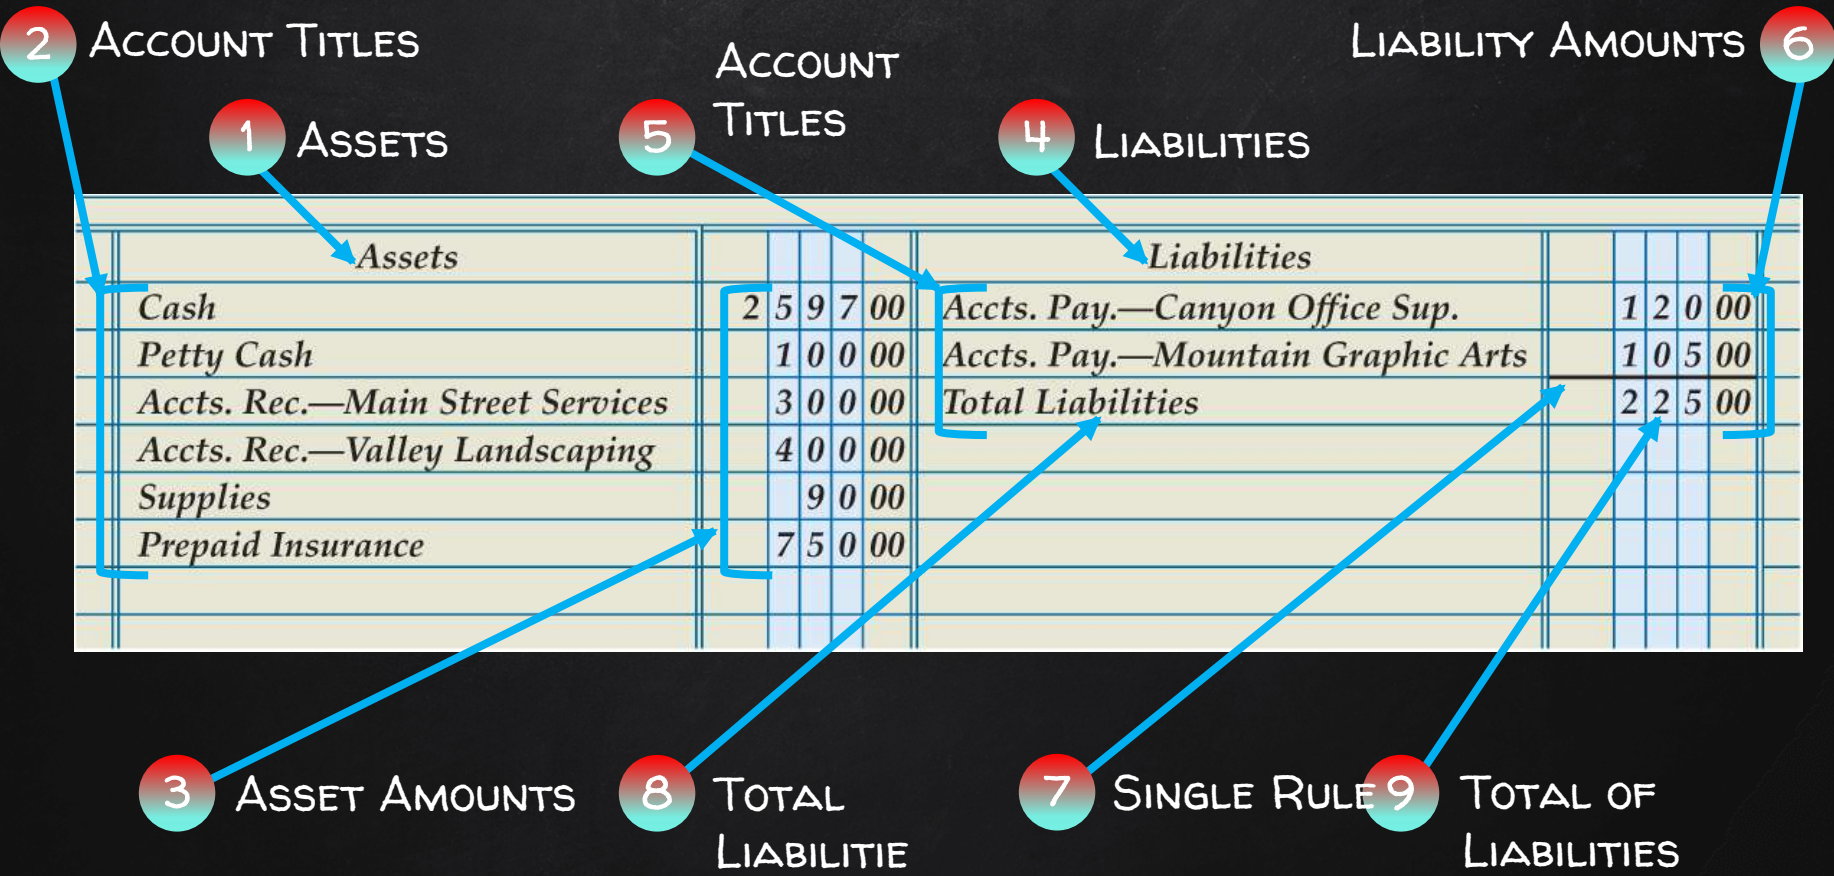 2 Account Titles
Account
Titles
Liability Amounts 6
1 Assets
5
4 Liabilities
Assets Liabilities
Cash 2 5 9 7 00 Accts. Pay.—Canyon Office Sup. 1 2 0 00
Petty Cash 1 0 0 00 Accts. Pay.—Mountain Graphic Arts 1 0 5 00
Accts. Rec.—Main Street Services 3 0 0 00 Total Liabilities 2 2 5 00
Accts. Rec.—Valley Landscaping 4 0 0 00
Supplies 9 0 00
Prepaid Insurance 7 5 0 00
3 Asset Amounts
8 Total
Liabilitie
7 Single Rule
9 Total of
Liabilities